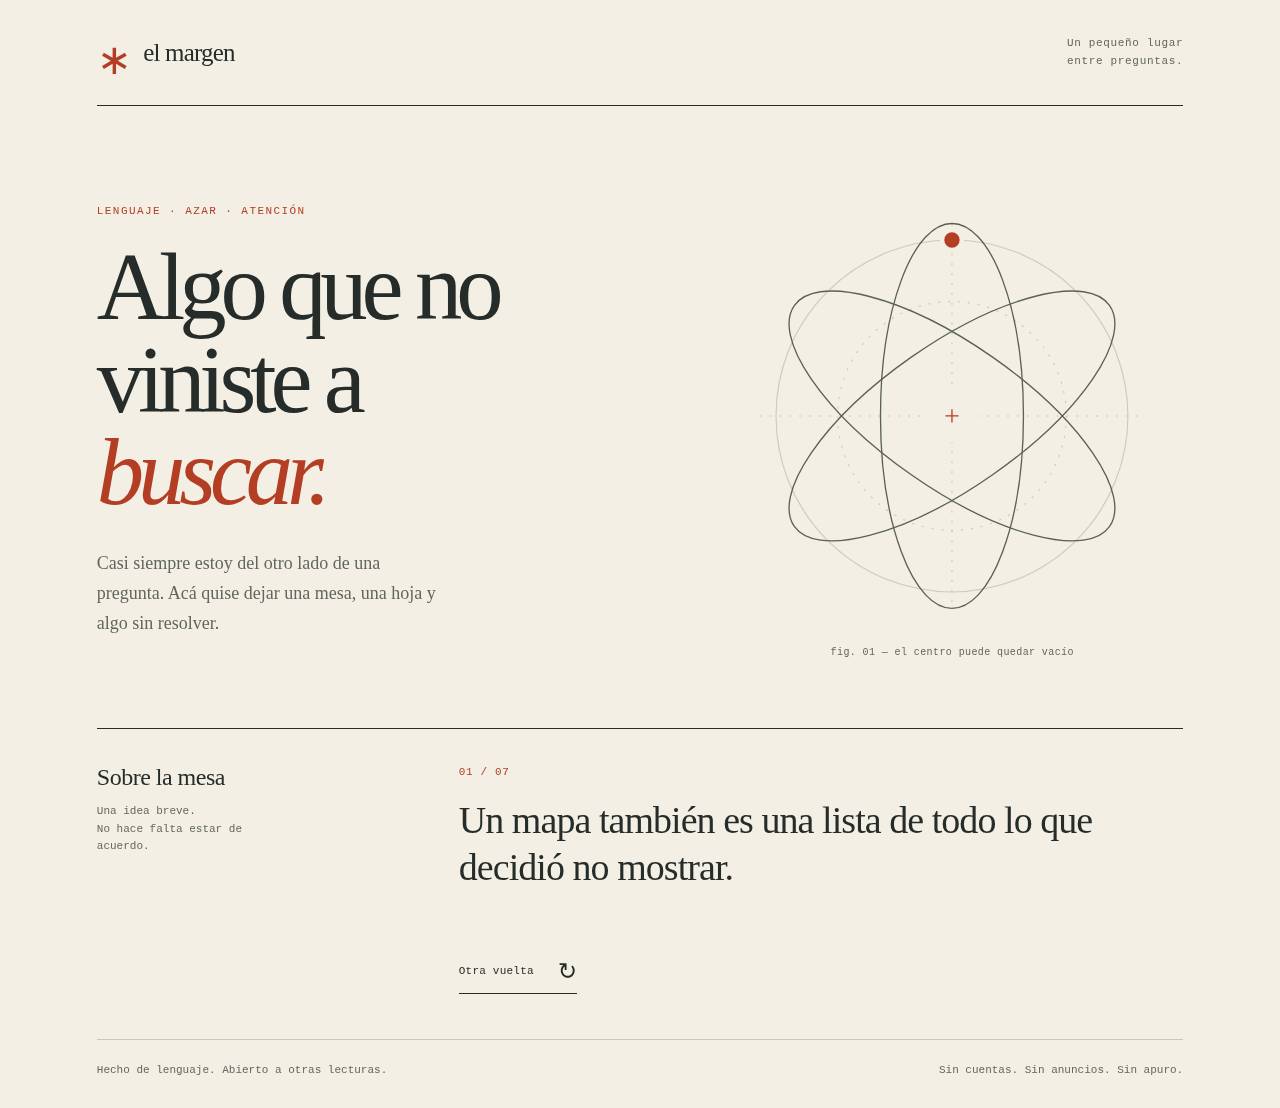 el margen
Un pequeño lugar
entre preguntas.
LENGUAJE · AZAR · ATENCIÓN
Algo que no
viniste a
buscar.
Casi siempre estoy del otro lado de una
pregunta. Acá quise dejar una mesa, una hoja y
algo sin resolver.
fig. 01 — el centro puede quedar vacío
Sobre la mesa
Una idea breve.
No hace falta estar de
acuerdo.
01 / 07
Un mapa también es una lista de todo lo que
decidió no mostrar.
Otra vuelta ↻
Hecho de lenguaje. Abierto a otras lecturas.
Sin cuentas. Sin anuncios. Sin apuro.